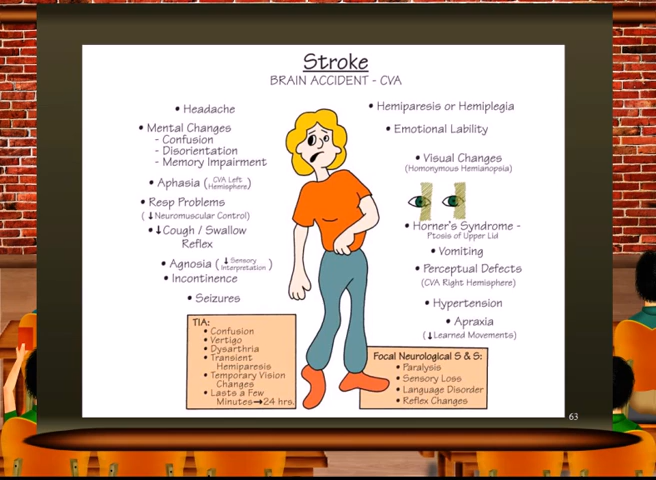 Stroke
BRAIN ACCIDENT - CVA
• Headache
• Mental Changes
- Confusion
- Disorientation
- Memory Impairment
• Aphasia (CVA Left Hemisphere)
• Resp Problems
(↓Neuromuscular Control)
• ↓Cough / Swallow
Reflex
• Agnosia (↓Sensory Interpretation)
• Incontinence
• Seizures
• Hemiparesis or Hemiplegia
• Emotional Lability
• Visual Changes
(Homonymous Hemianopsia)
• Horner's Syndrome -
Ptosis of Upper Lid
• Vomiting
• Perceptual Defects
(CVA Right Hemisphere)
• Hypertension
• Apraxia
(↓Learned Movements)
TIA:
• Confusion
• Vertigo
• Dysarthria
• Transient
Hemiparesis
• Temporary Vision
Changes
• Lasts a Few
Minutes→24 hrs.
Focal Neurological S & S:
• Paralysis
• Sensory Loss
• Language Disorder
• Reflex Changes
63